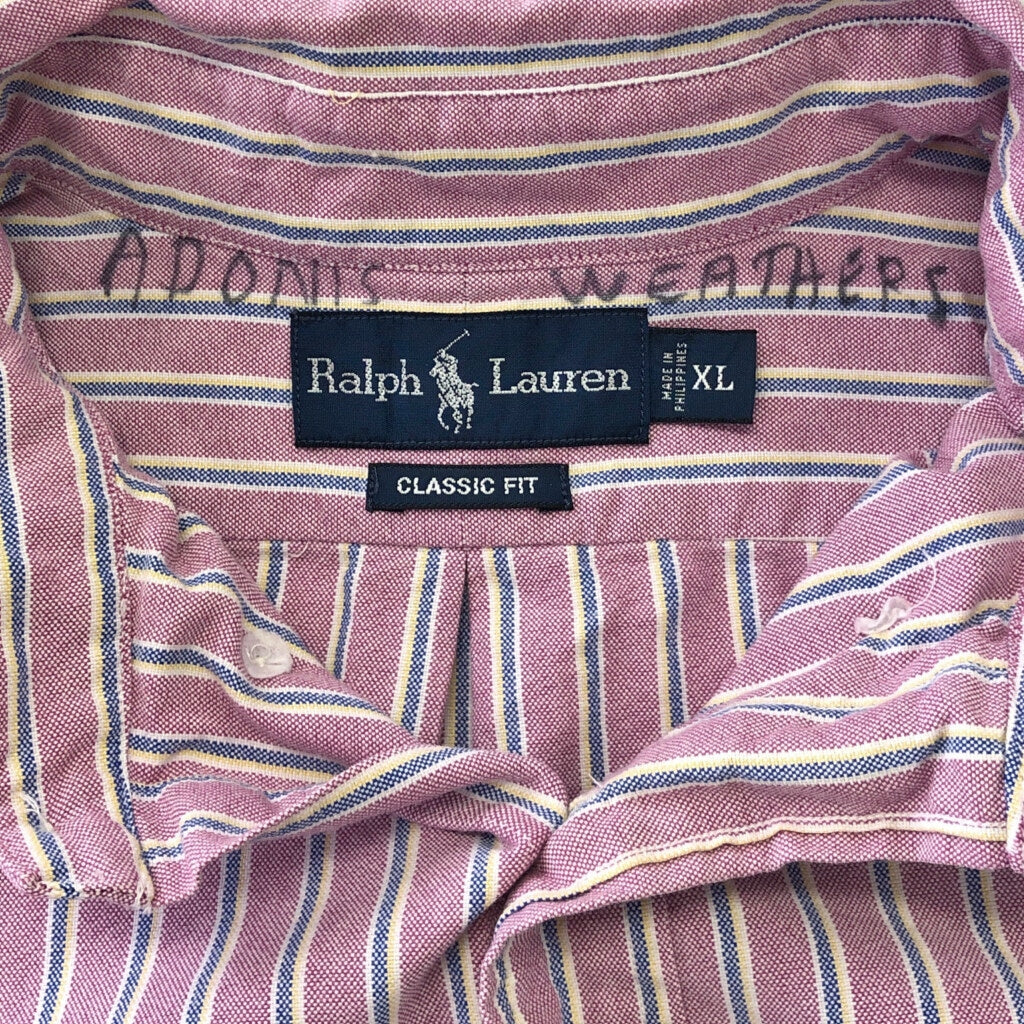 ADONIS WEATHERS
Ralph Lauren
MADE IN
PHILIPPINES
XL
CLASSIC FIT